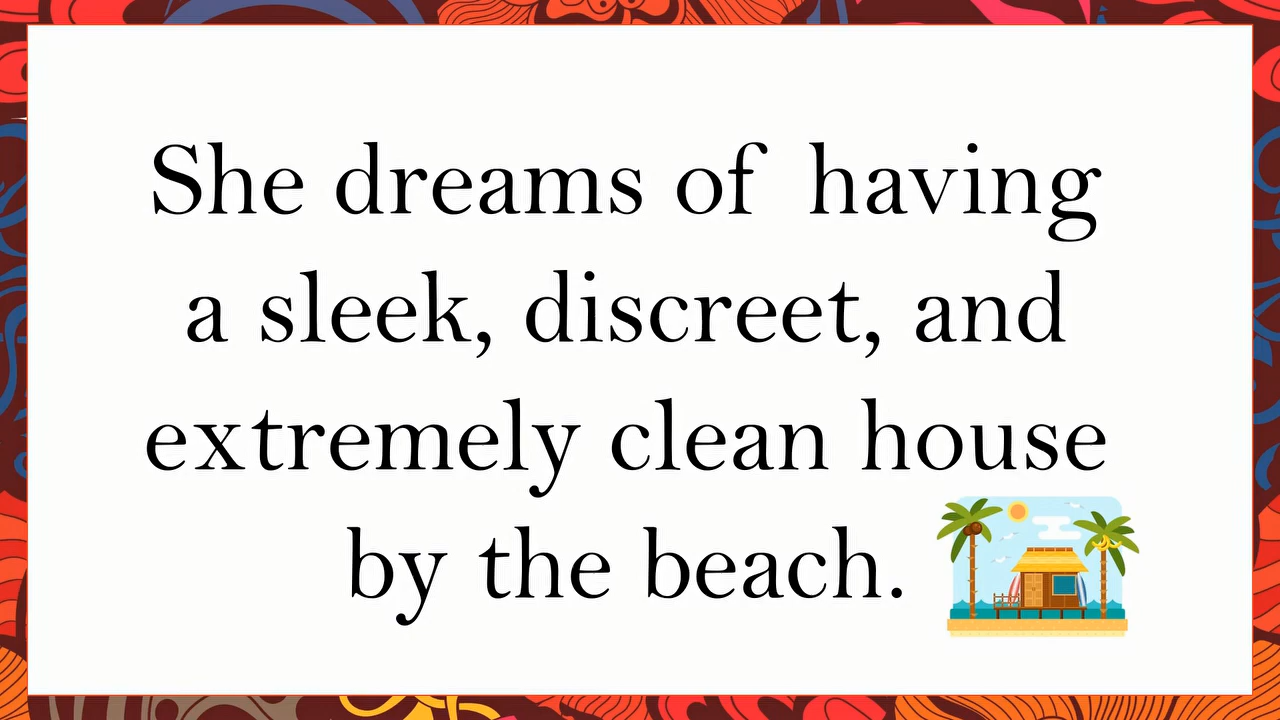 She dreams of having
a sleek, discreet, and
extremely clean house
by the beach.